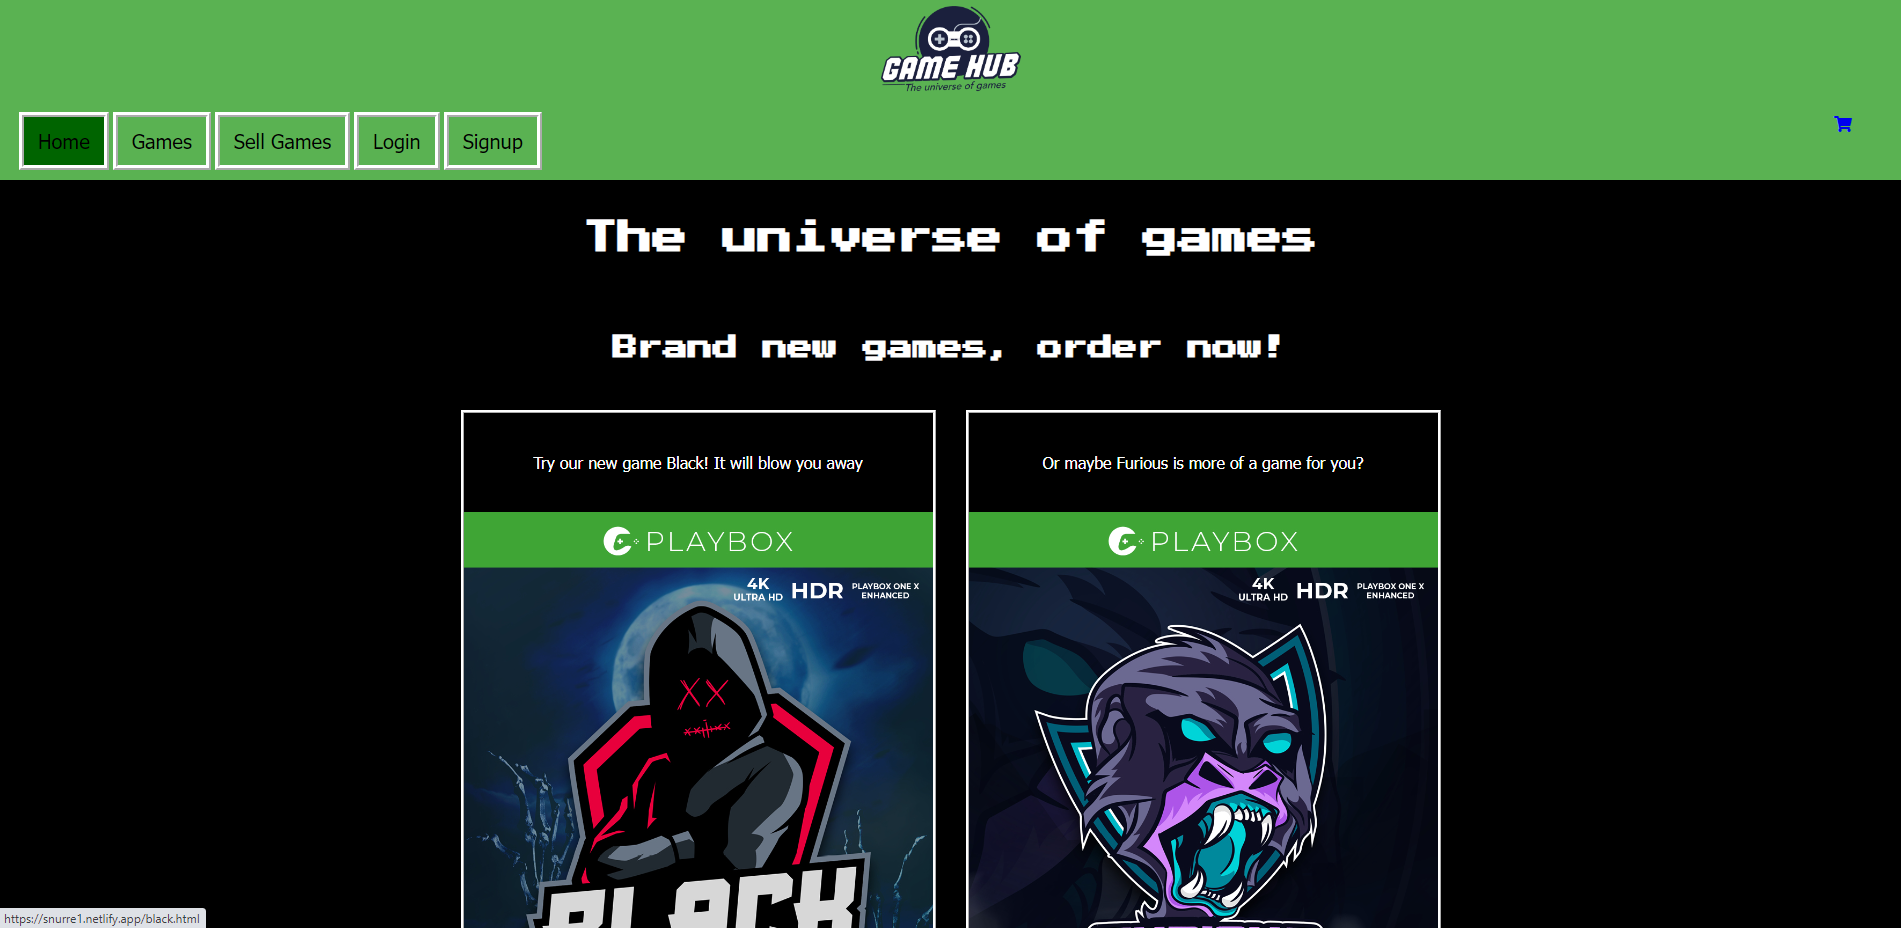 GAME HUB
The universe of games
Home Games Sell Games Login Signup
The universe of games
Brand new games, order now!
Try our new game Black! It will blow you away
PLAYBOX
4K ULTRA HD HDR PLAYBOX ONE X ENHANCED
BLACK
Or maybe Furious is more of a game for you?
PLAYBOX
4K ULTRA HD HDR PLAYBOX ONE X ENHANCED
https://snurre1.netlify.app/black.html